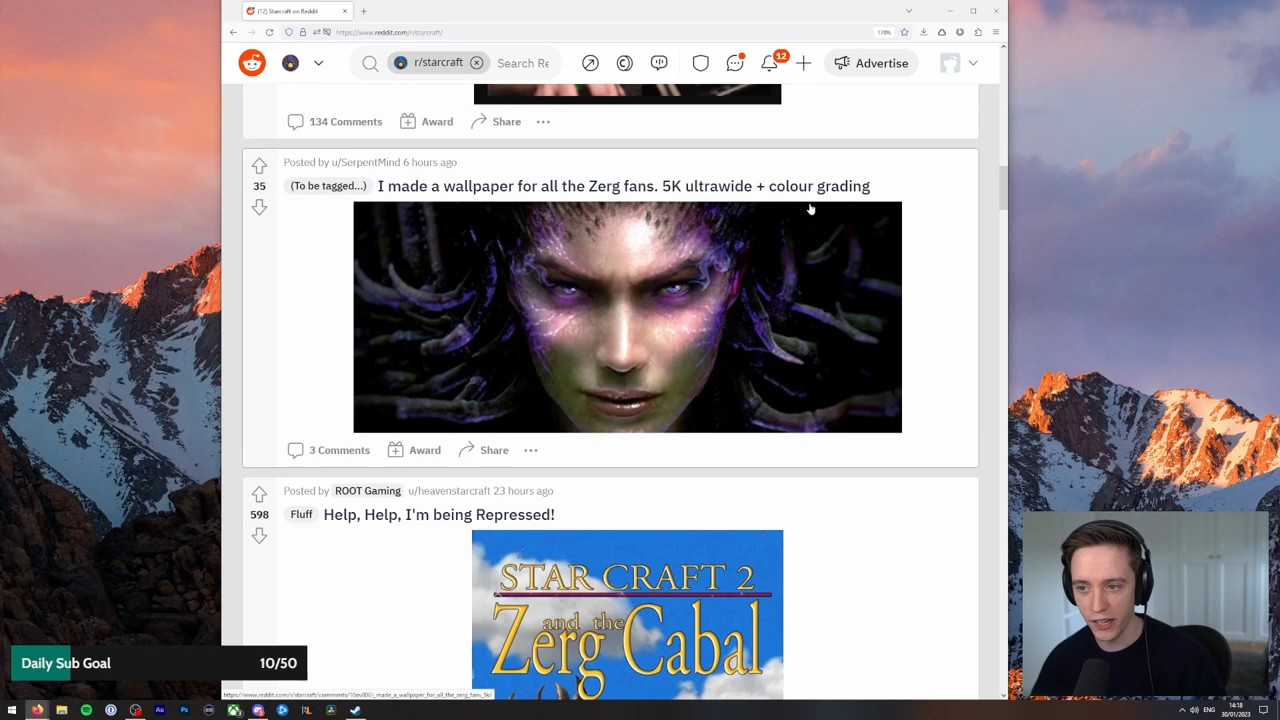 (12) Starcraft on Reddit
https://www.reddit.com/r/starcraft/
170%
r/starcraft
Search Re
12
Advertise
134 Comments
Award
Share
Posted by u/SerpentMind 6 hours ago
35
(To be tagged...)
I made a wallpaper for all the Zerg fans. 5K ultrawide + colour grading
3 Comments
Award
Share
Posted by ROOT Gaming u/heavenstarcraft 23 hours ago
598
Fluff
Help, Help, I'm being Repressed!
STAR CRAFT 2
and the
Zerg Cabal
Daily Sub Goal
10/50
ENG
14:18
30/01/2023